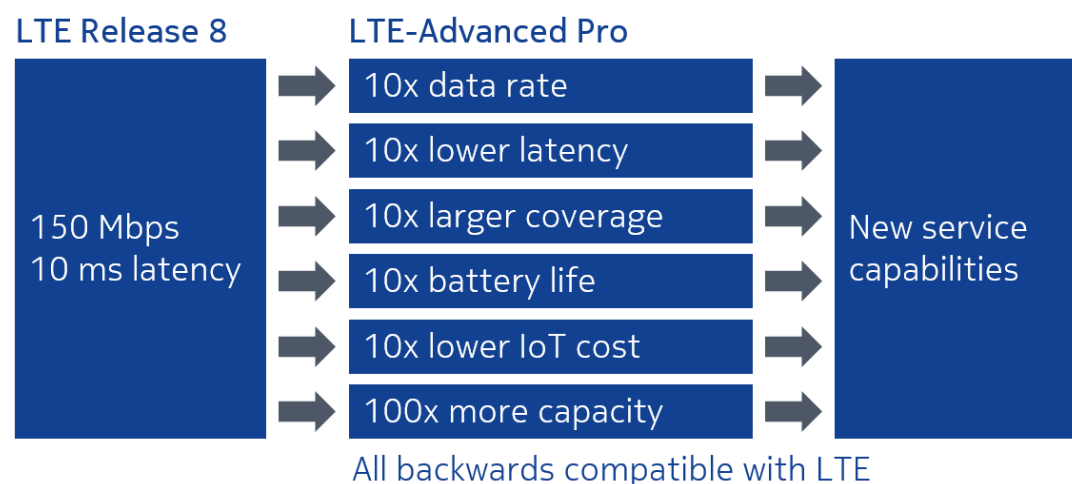 LTE Release 8
LTE-Advanced Pro
150 Mbps
10 ms latency
10x data rate
10x lower latency
10x larger coverage
10x battery life
10x lower IoT cost
100x more capacity
New service
capabilities
All backwards compatible with LTE